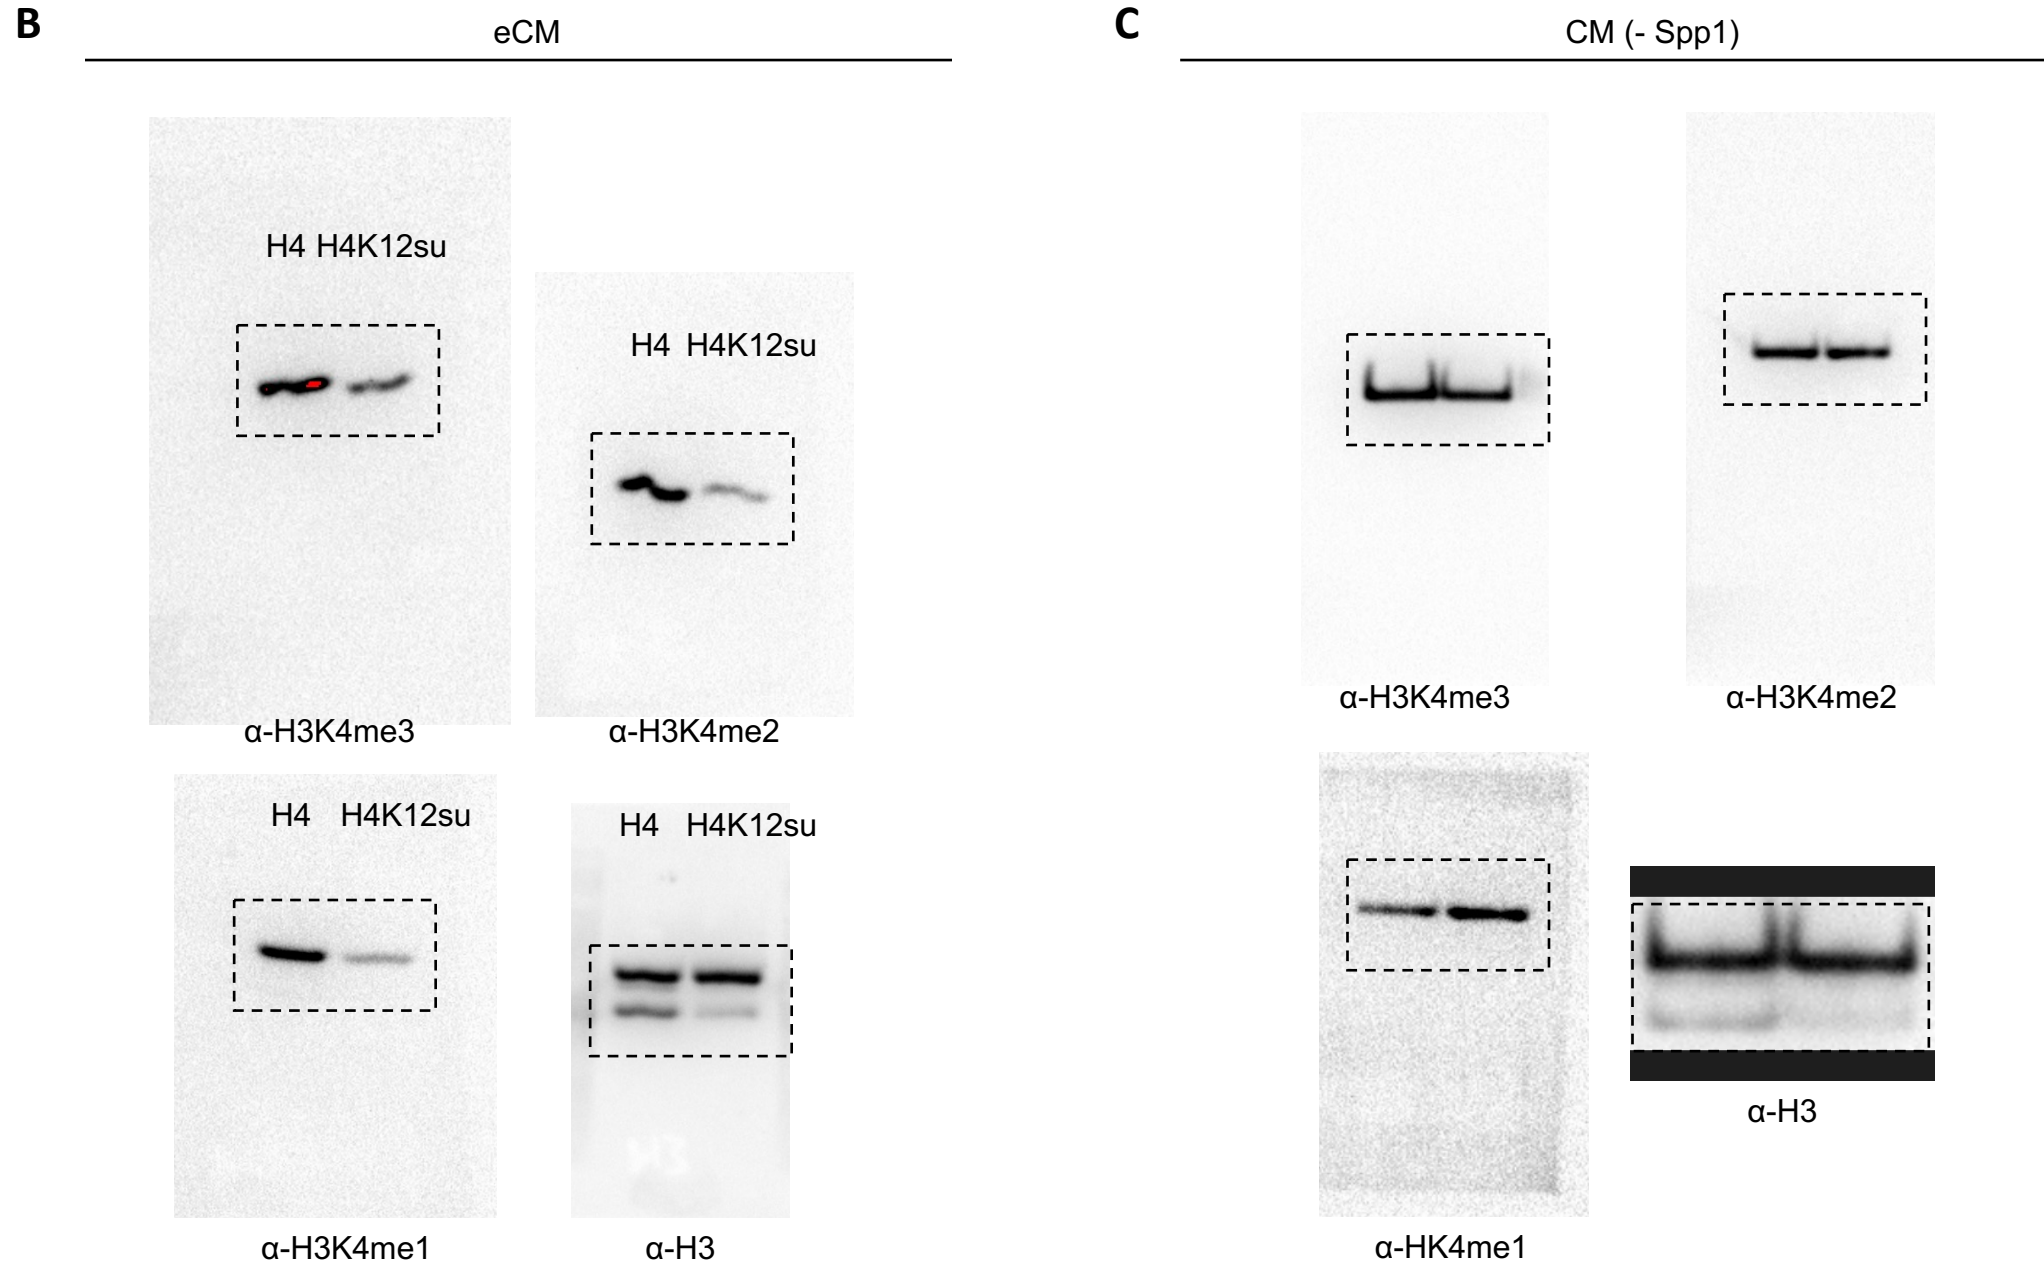 B
eCM
H4 H4K12su
H4 H4K12su
α-H3K4me3
α-H3K4me2
H4 H4K12su
H4 H4K12su
H3
α-H3K4me1
α-H3
C
CM (- Spp1)
α-H3K4me3
α-H3K4me2
α-HK4me1
α-H3